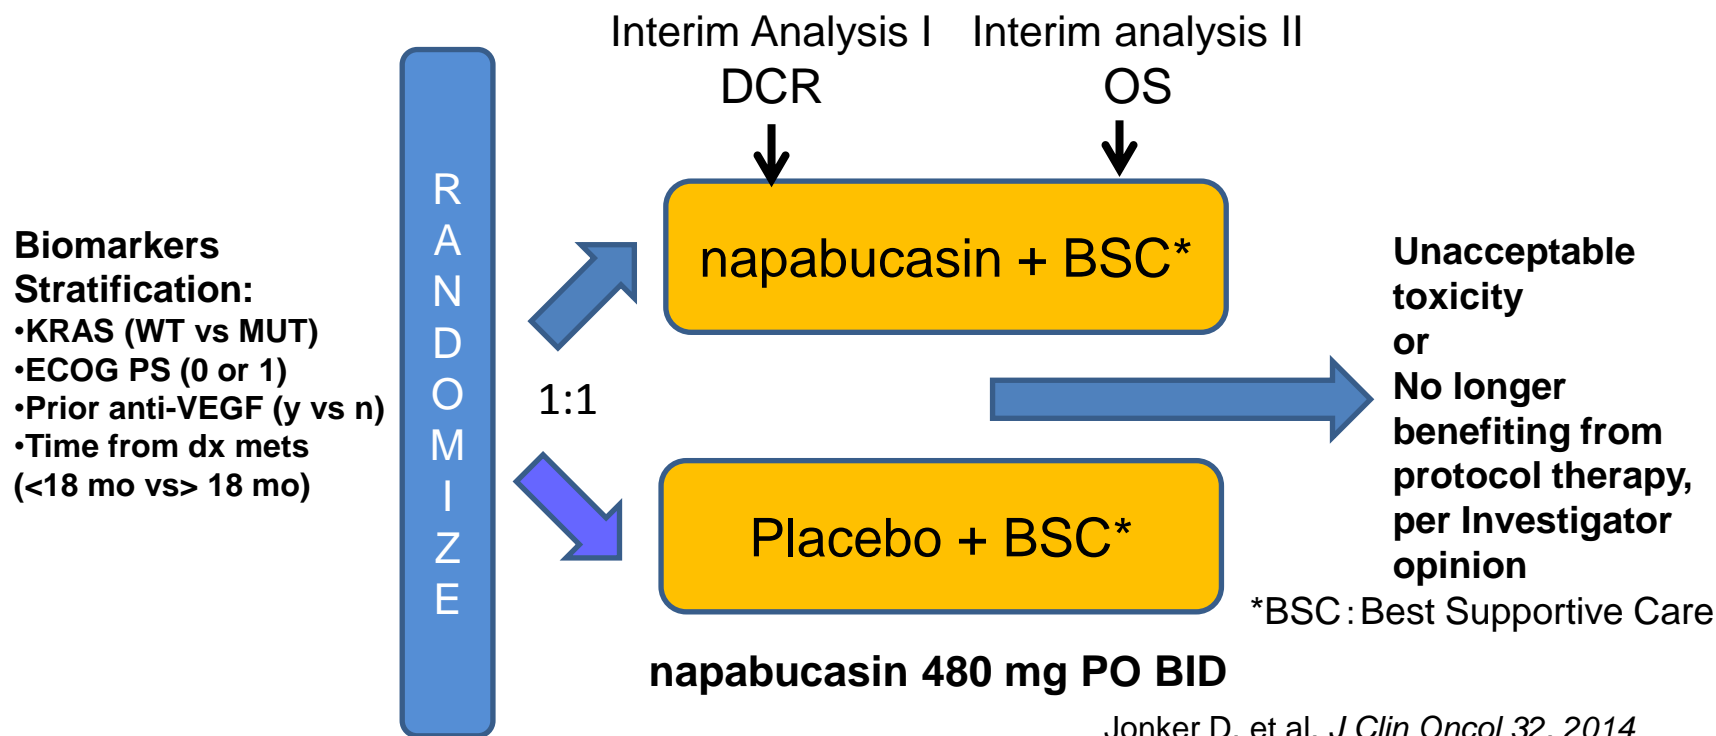 Interim Analysis I
DCR
Interim analysis II
OS
Biomarkers
Stratification:
•KRAS (WT vs MUT)
•ECOG PS (0 or 1)
•Prior anti-VEGF (y vs n)
•Time from dx mets
(<18 mo vs> 18 mo)
R
A
N
D
O
M
I
Z
E
1:1
napabucasin + BSC*
Placebo + BSC*
Unacceptable
toxicity
or
No longer
benefiting from
protocol therapy,
per Investigator
opinion
*BSC：Best Supportive Care
napabucasin 480 mg PO BID
Jonker D, et al. J Clin Oncol 32, 2014